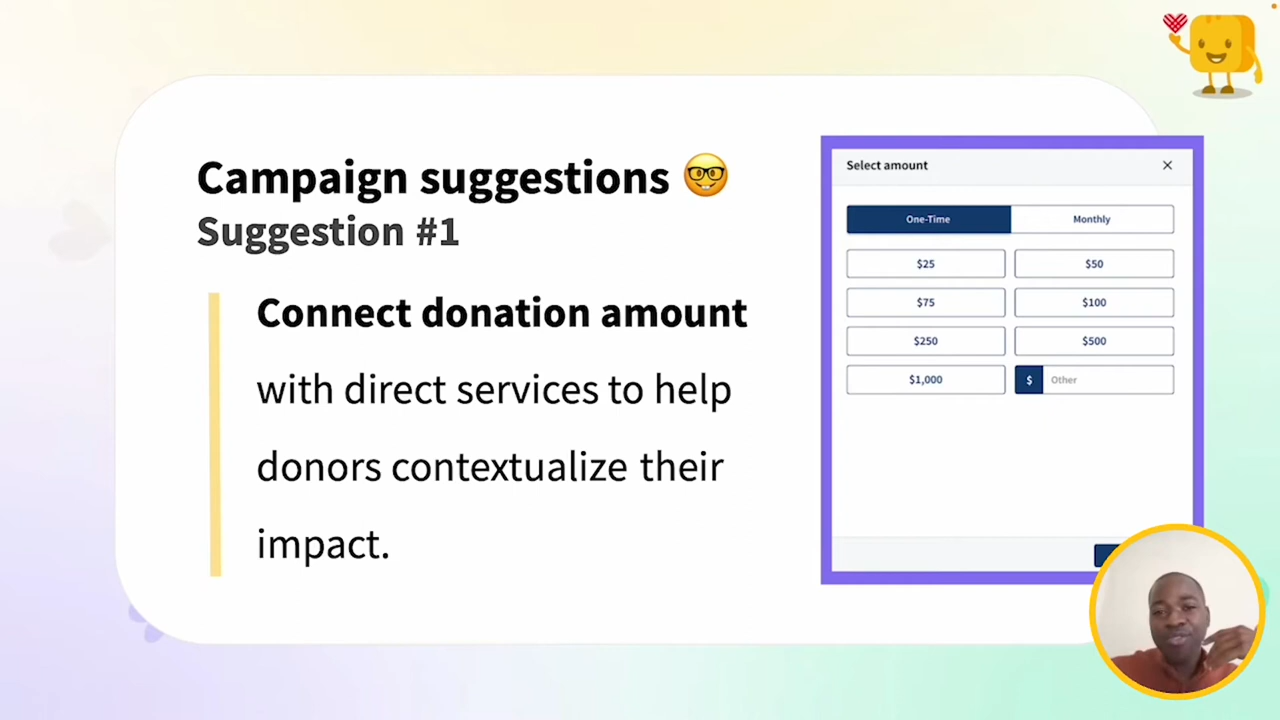 Campaign suggestions 🤓
Suggestion #1
Connect donation amount
with direct services to help
donors contextualize their
impact.
Select amount
One-Time Monthly
$25 $50
$75 $100
$250 $500
$1,000 $ Other